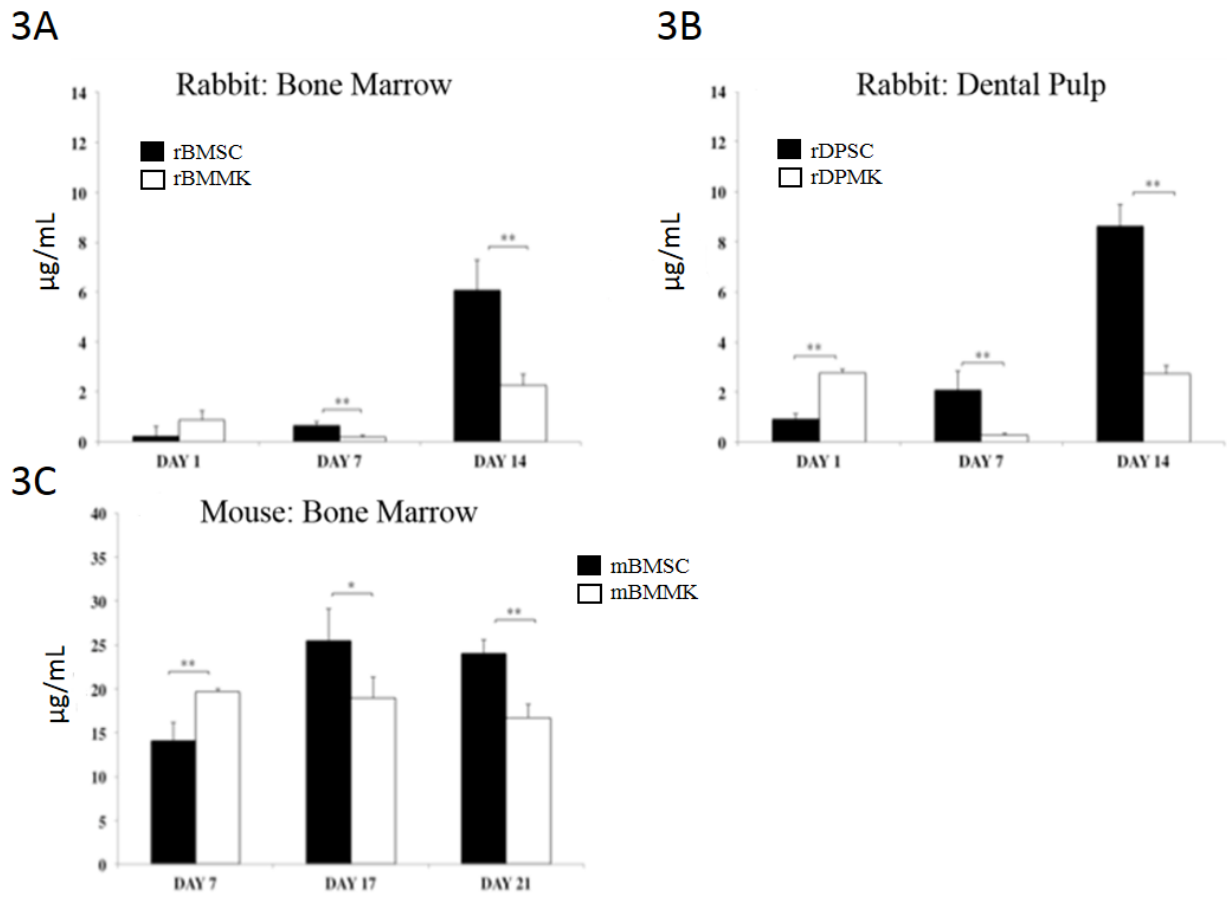 3A
Rabbit: Bone Marrow
14
12
10
8
6
4
2
0
µg/mL
rBMSC
rBMMK
**
**
DAY 1
DAY 7
DAY 14
3B
Rabbit: Dental Pulp
14
12
10
8
6
4
2
0
µg/mL
rDPSC
rDPMK
**
**
**
DAY 1
DAY 7
DAY 14
3C
Mouse: Bone Marrow
40
35
30
25
20
15
10
5
0
µg/mL
mBMSC
mBMMK
**
*
**
DAY 7
DAY 17
DAY 21